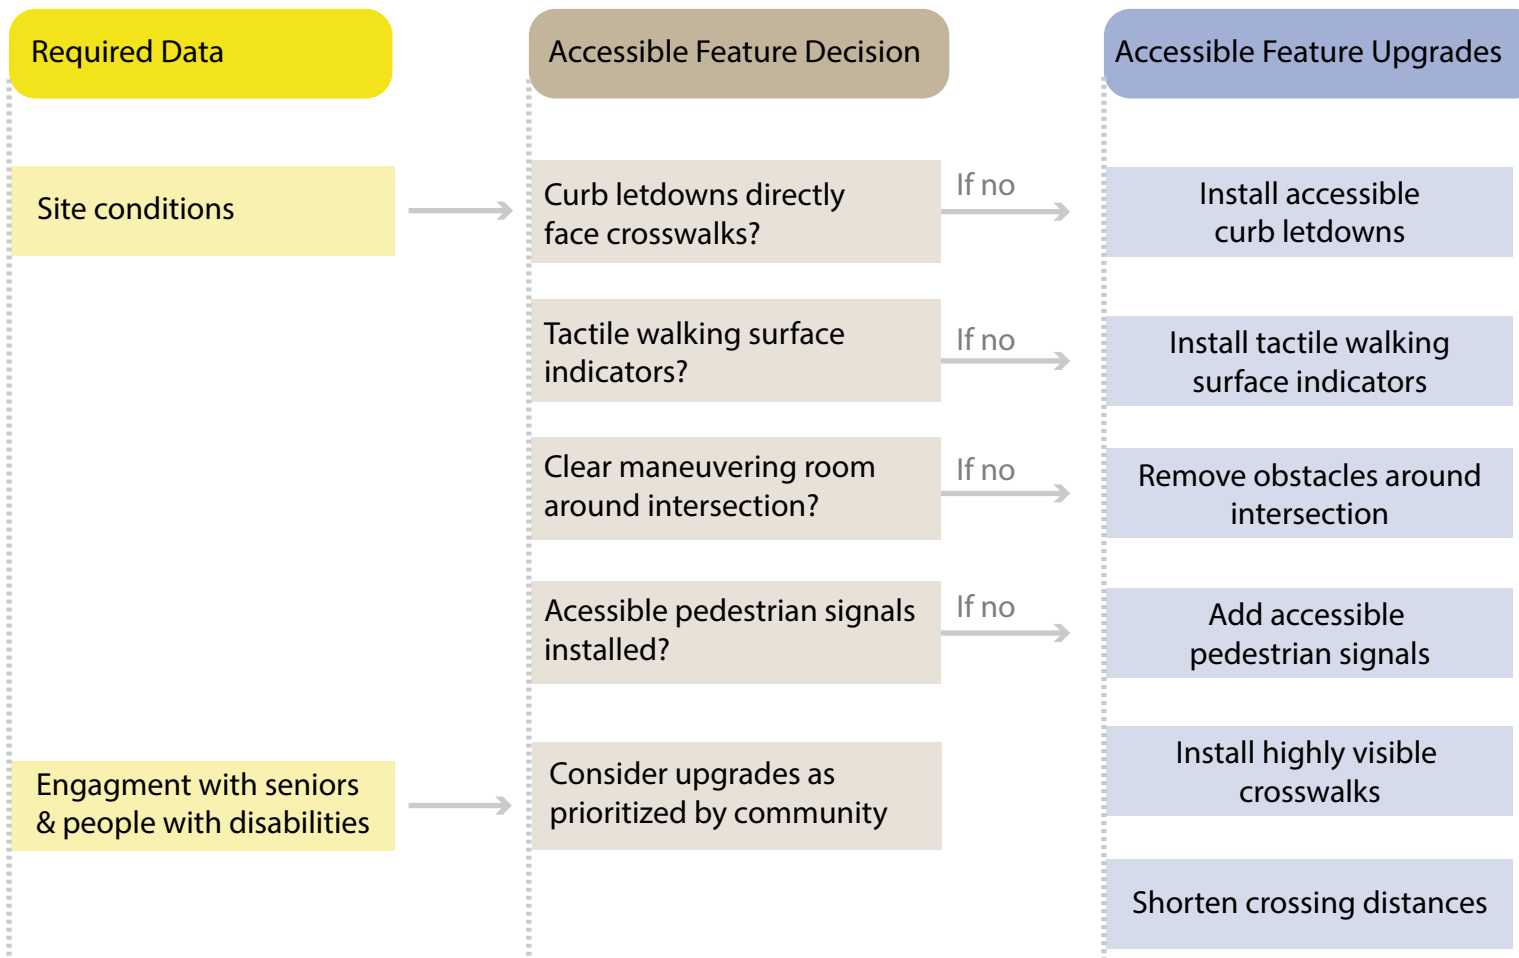 Required Data
Accessible Feature Decision
Accessible Feature Upgrades
Site conditions
Curb letdowns directly
face crosswalks?
If no
Install accessible
curb letdowns
Tactile walking surface
indicators?
If no
Install tactile walking
surface indicators
Clear maneuvering room
around intersection?
If no
Remove obstacles around
intersection
Acessible pedestrian signals
installed?
If no
Add accessible
pedestrian signals
Engagment with seniors
& people with disabilities
Consider upgrades as
prioritized by community
Install highly visible
crosswalks
Shorten crossing distances